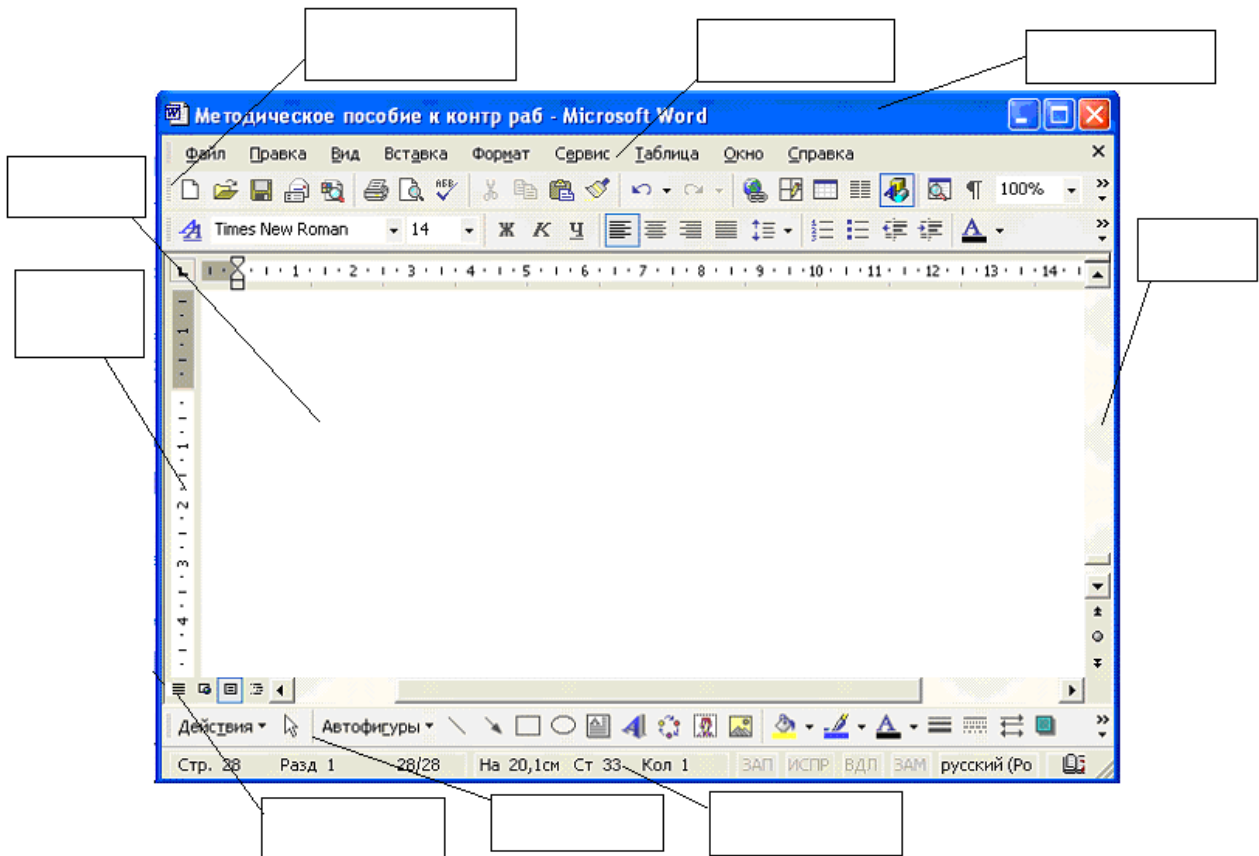 Методическое пособие к контр раб - Microsoft Word
Файл Правка Вид Вставка Формат Сервис Таблица Окно Справка
100%
Times New Roman 14 Ж К Ч
1 1 2 3 4 5 6 7 8 9 10 11 12 13 14
1
1
2
3
4
Действия Автофигуры
Стр. 28 Разд 1 28/28 На 20,1см Ст 33 Кол 1 ЗАП ИСПР ВДЛ ЗАМ русский (Ро